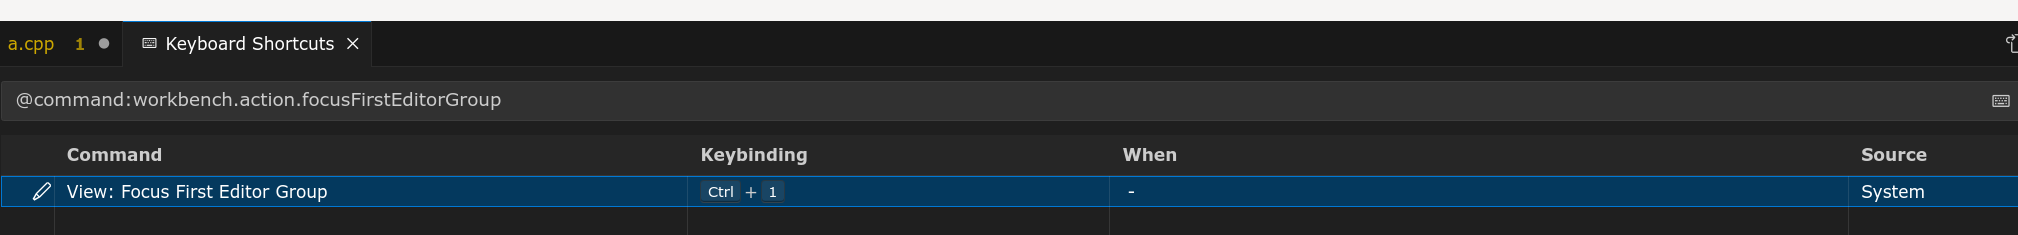 a.cpp 1 Keyboard Shortcuts
@command:workbench.action.focusFirstEditorGroup
Command Keybinding When Source
View: Focus First Editor Group Ctrl + 1 - System